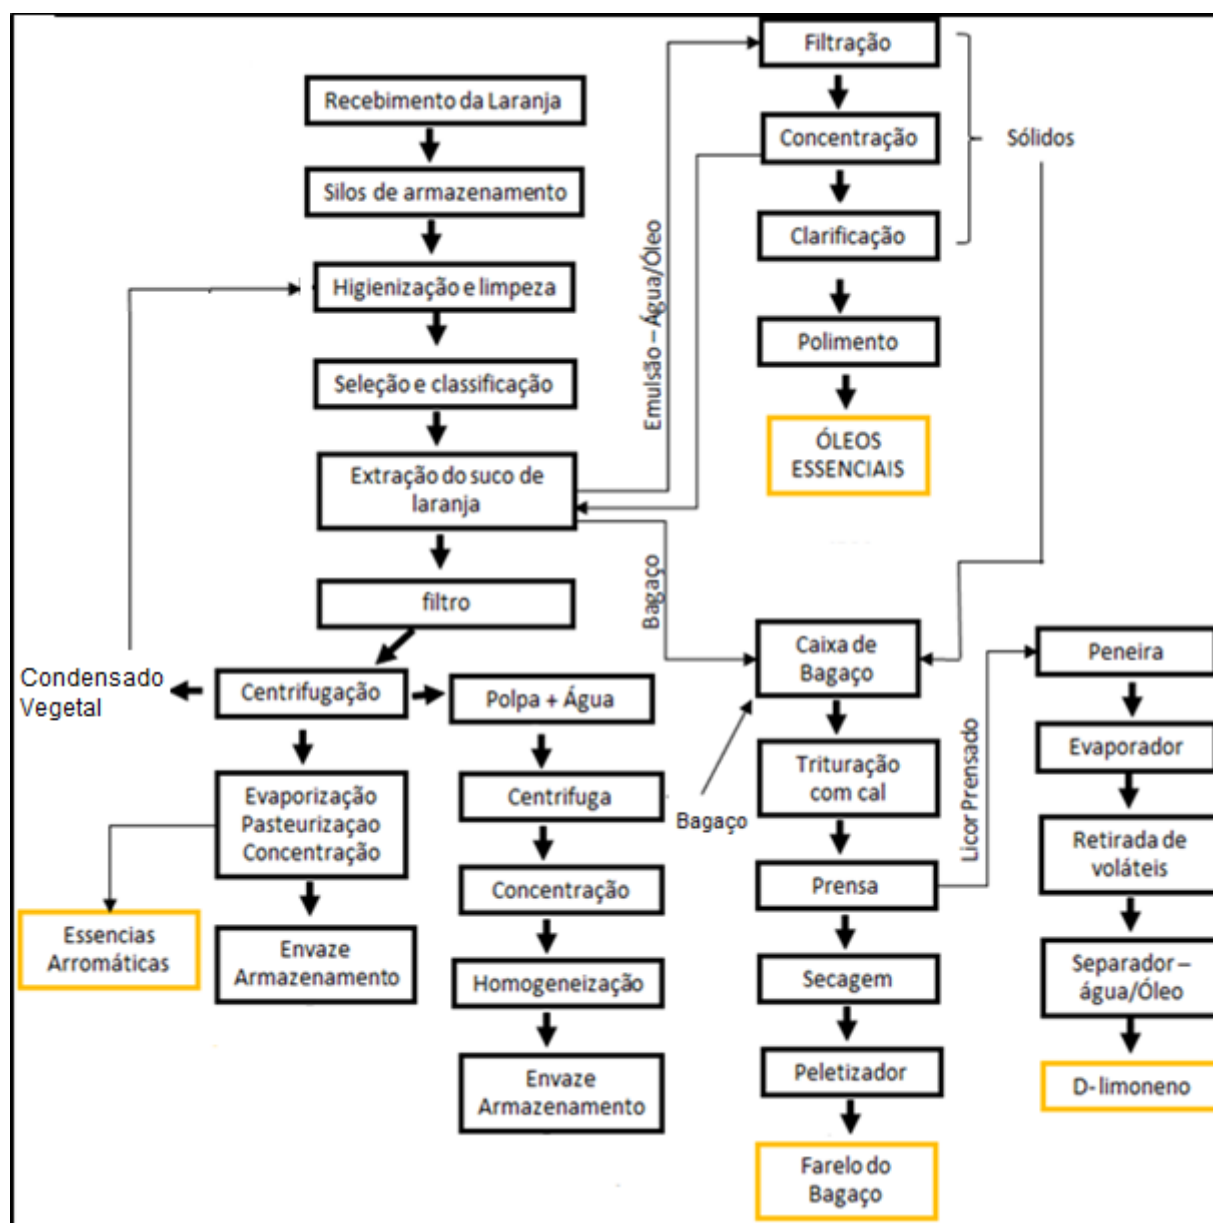 Recebimento da Laranja
Silos de armazenamento
Higienização e limpeza
Seleção e classificação
Extração do suco de
laranja
filtro
Centrifugação
Condensado
Vegetal
Evaporização
Pasteurizaçao
Concentração
Essencias
Arromáticas
Envaze
Armazenamento
Polpa + Água
Centrifuga
Concentração
Homogeneização
Envaze
Armazenamento
Emulsão – Água/Óleo
Bagaço
Bagaço
Filtração
Concentração
Clarificação
Sólidos
Polimento
ÓLEOS
ESSENCIAIS
Caixa de
Bagaço
Trituração
com cal
Prensa
Secagem
Peletizador
Farelo do
Bagaço
Licor Prensado
Peneira
Evaporador
Retirada de
voláteis
Separador –
água/Óleo
D- limoneno